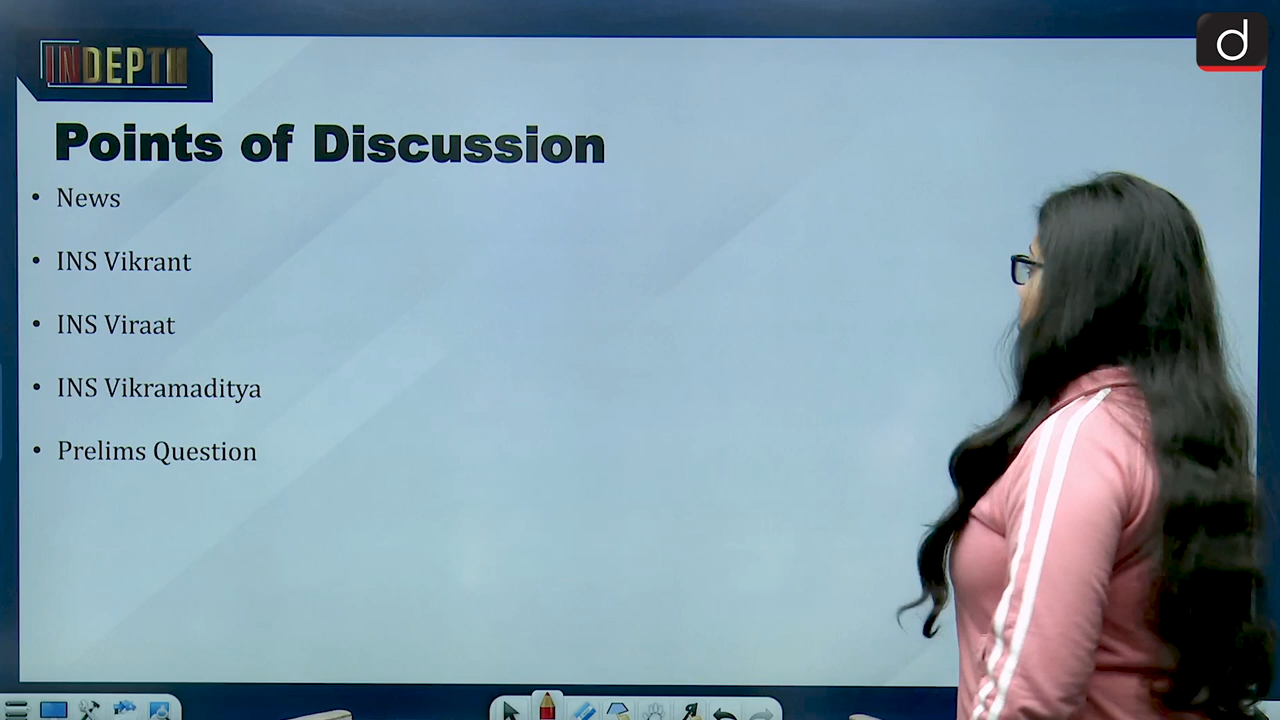 INDEPTH
d
Points of Discussion
• News
• INS Vikrant
• INS Viraat
• INS Vikramaditya
• Prelims Question